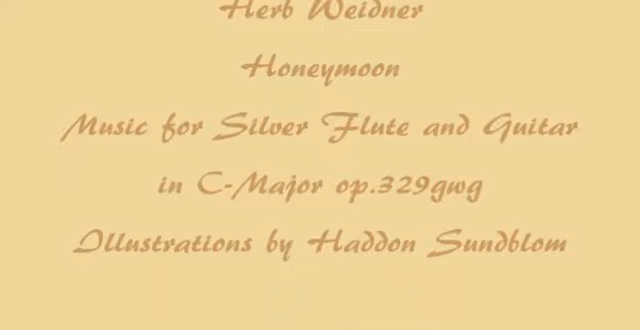 Herb Weidner
Honeymoon
Music for Silver Flute and Guitar
in C-Major op.329gwg
Illustrations by Haddon Sundblom